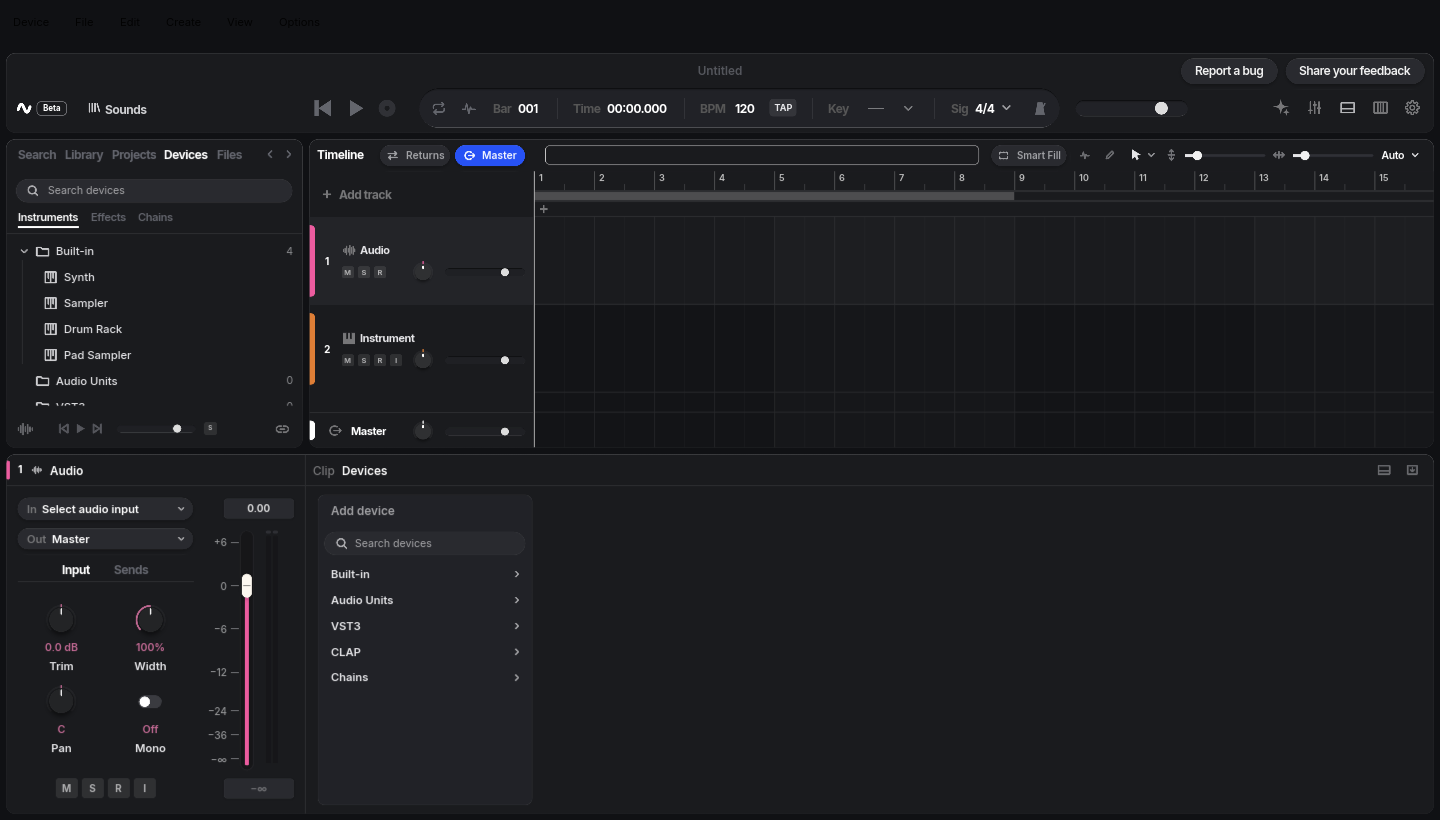 Device File Edit Create View Options
Untitled
Report a bug
Share your feedback
Beta
Sounds
Bar 001
Time 00:00.000
BPM 120 TAP
Key —
Sig 4/4
Search Library Projects Devices Files
Search devices
Instruments Effects Chains
Built-in 4
Synth
Sampler
Drum Rack
Pad Sampler
Audio Units 0
VST3 0
S
Timeline
Returns
Master
Smart Fill
Auto
1 2 3 4 5 6 7 8 9 10 11 12 13 14 15
+ Add track
+
1 Audio
M S R
2 Instrument
M S R I
Master
1 Audio
In Select audio input
0.00
Out Master
Input Sends
0.0 dB
Trim
100%
Width
C
Pan
Off
Mono
M S R I
+6
0
−6
−12
−24
−36
−∞
−∞
Clip Devices
Add device
Search devices
Built-in
Audio Units
VST3
CLAP
Chains